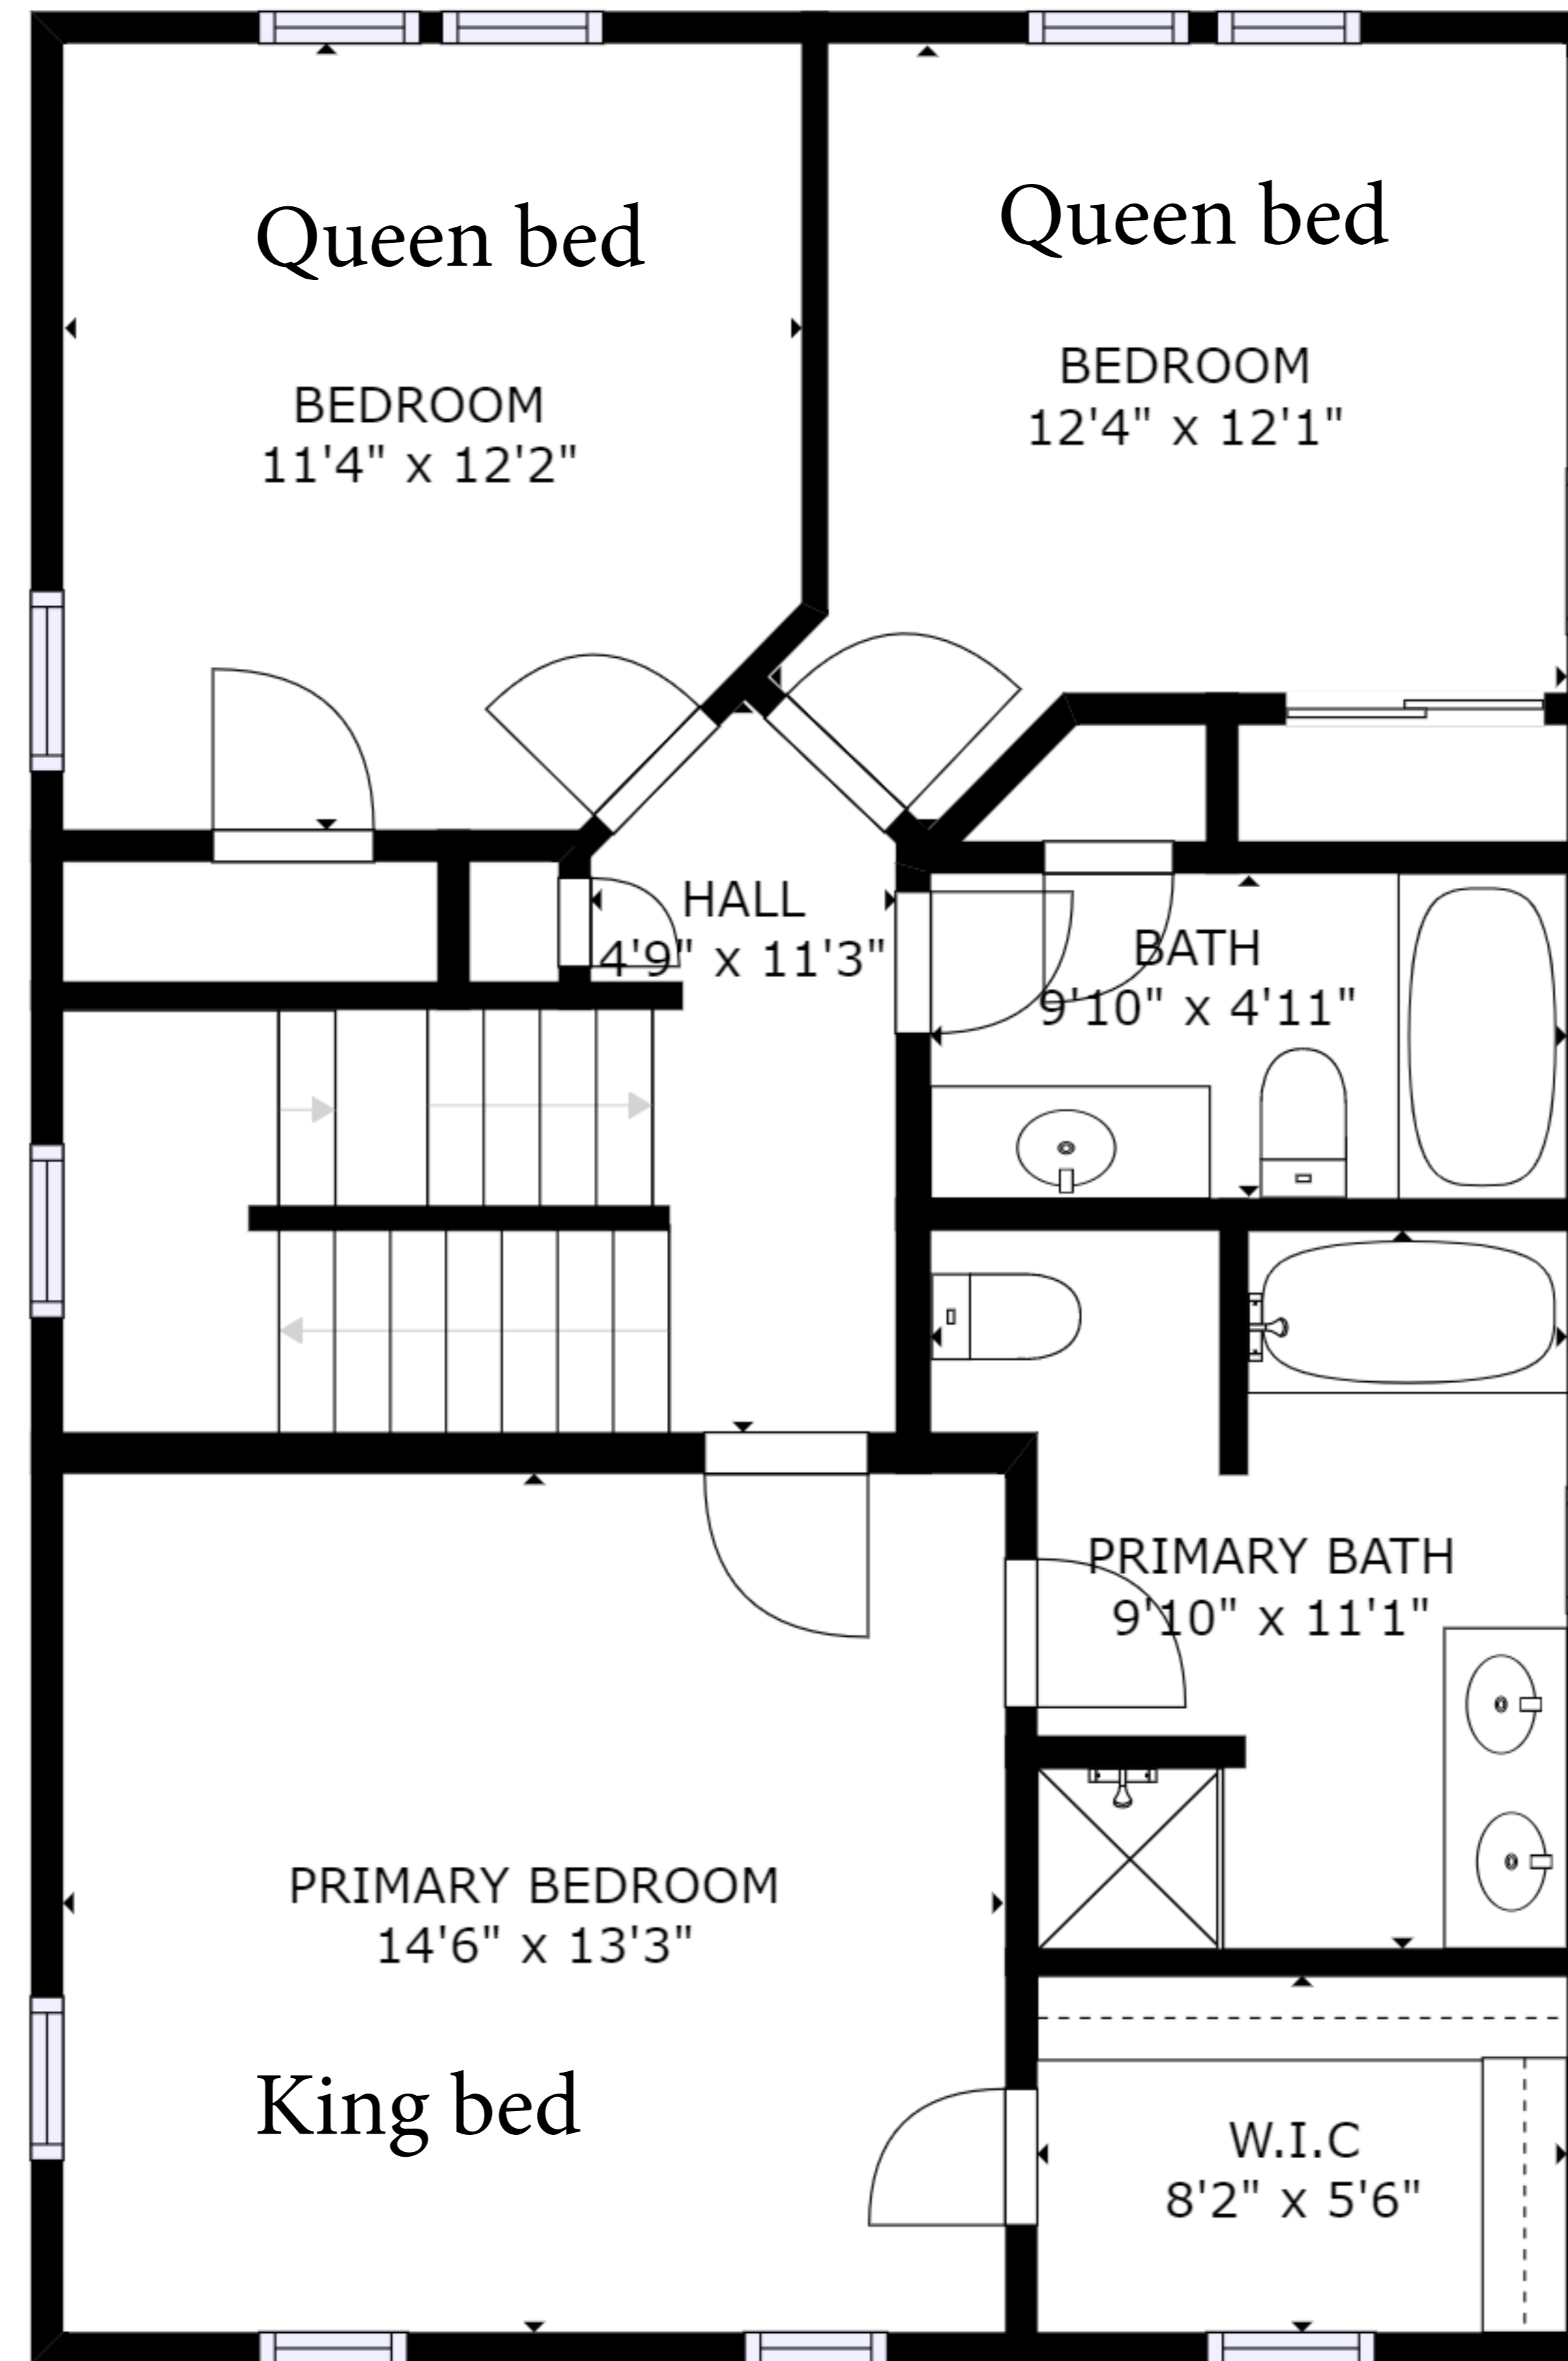 Queen bed
Queen bed
BEDROOM
12'4" x 12'1"
BEDROOM
11'4" x 12'2"
HALL
4'9" x 11'3"
BATH
9'10" x 4'11"
PRIMARY BATH
9'10" x 11'1"
PRIMARY BEDROOM
14'6" x 13'3"
King bed
W.I.C
8'2" x 5'6"